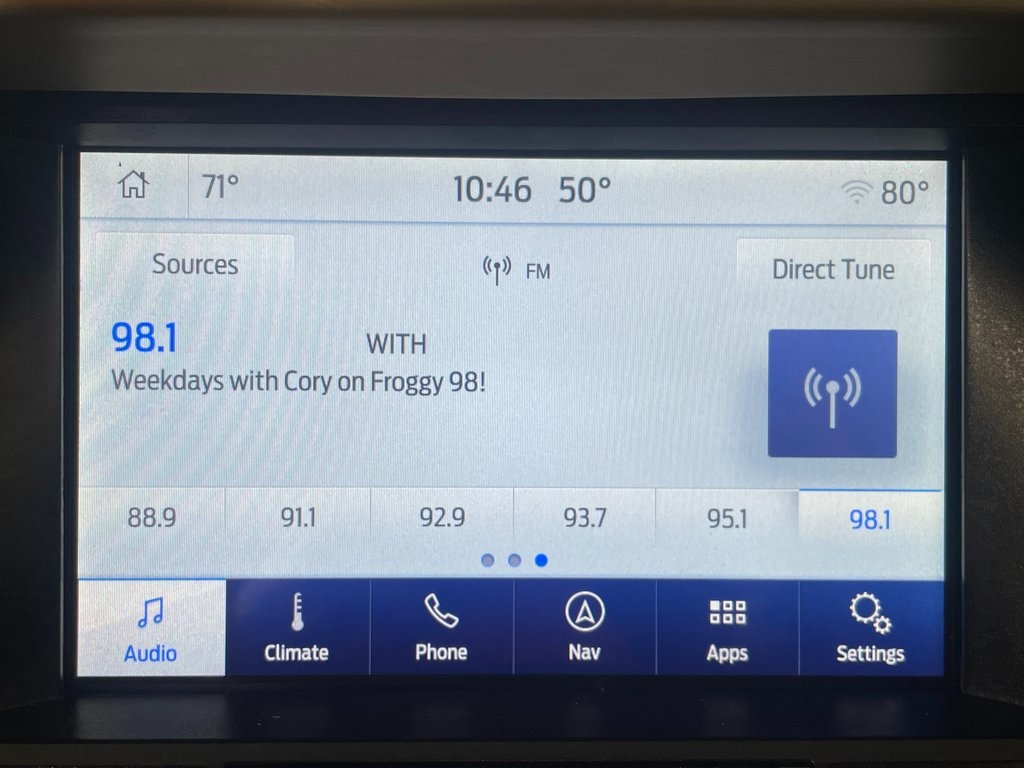 71° 10:46 50° 80°
Sources FM Direct Tune
98.1 WITH
Weekdays with Cory on Froggy 98!
88.9 91.1 92.9 93.7 95.1 98.1
Audio Climate Phone Nav Apps Settings